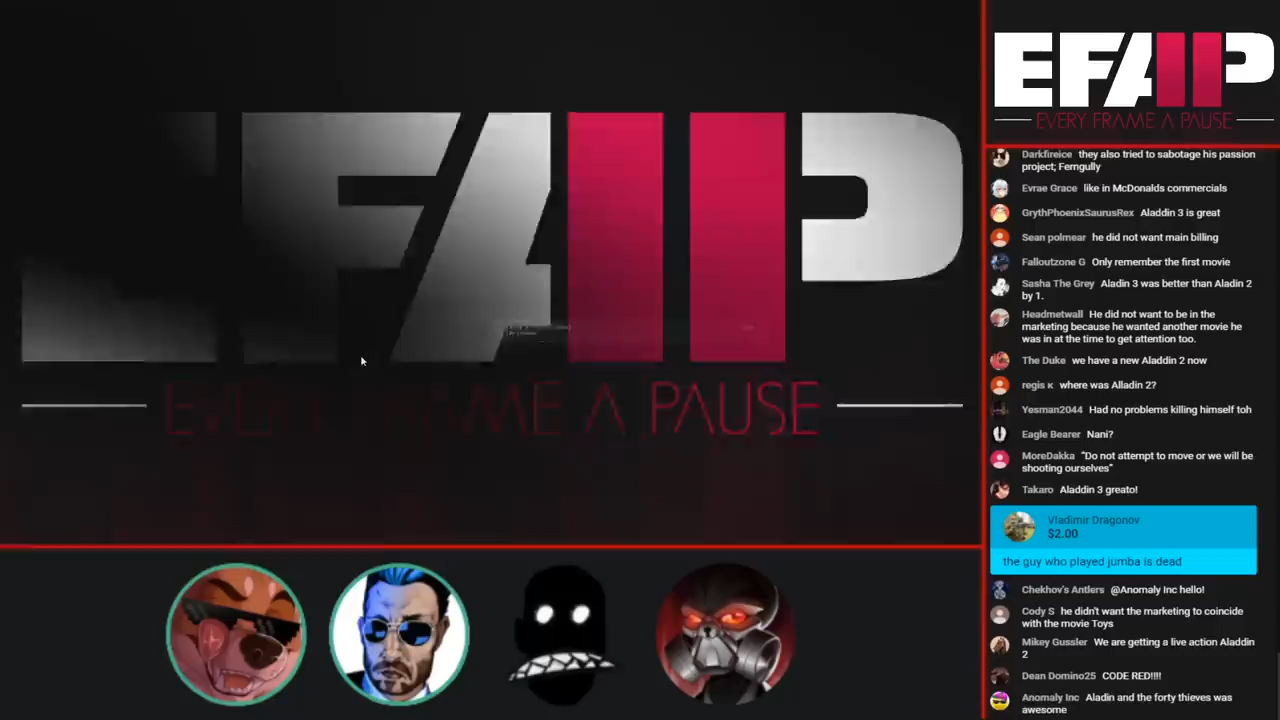 EFAP
EVERY FRAME A PAUSE
EFAP
EVERY FRAME A PAUSE
Darkfireice they also tried to sabotage his passion
project; Ferngully
Evrae Grace like in McDonalds commercials
GrythPhoenixSaurusRex Aladdin 3 is great
Sean polmear he did not want main billing
Falloutzone G Only remember the first movie
Sasha The Grey Aladin 3 was better than Aladin 2
by 1.
Headmetwall He did not want to be in the
marketing because he wanted another movie he
was in at the time to get attention too.
The Duke we have a new Aladdin 2 now
regis κ where was Alladin 2?
Yesman2044 Had no problems killing himself toh
Eagle Bearer Nani?
MoreDakka “Do not attempt to move or we will be
shooting ourselves”
Takaro Aladdin 3 greato!
Vladimir Dragonov
$2.00
the guy who played jumba is dead
Chekhov's Antlers @Anomaly Inc hello!
Cody S he didn't want the marketing to coincide
with the movie Toys
Mikey Gussler We are getting a live action Aladdin
2
Dean Domino25 CODE RED!!!!
Anomaly Inc Aladin and the forty thieves was
awesome